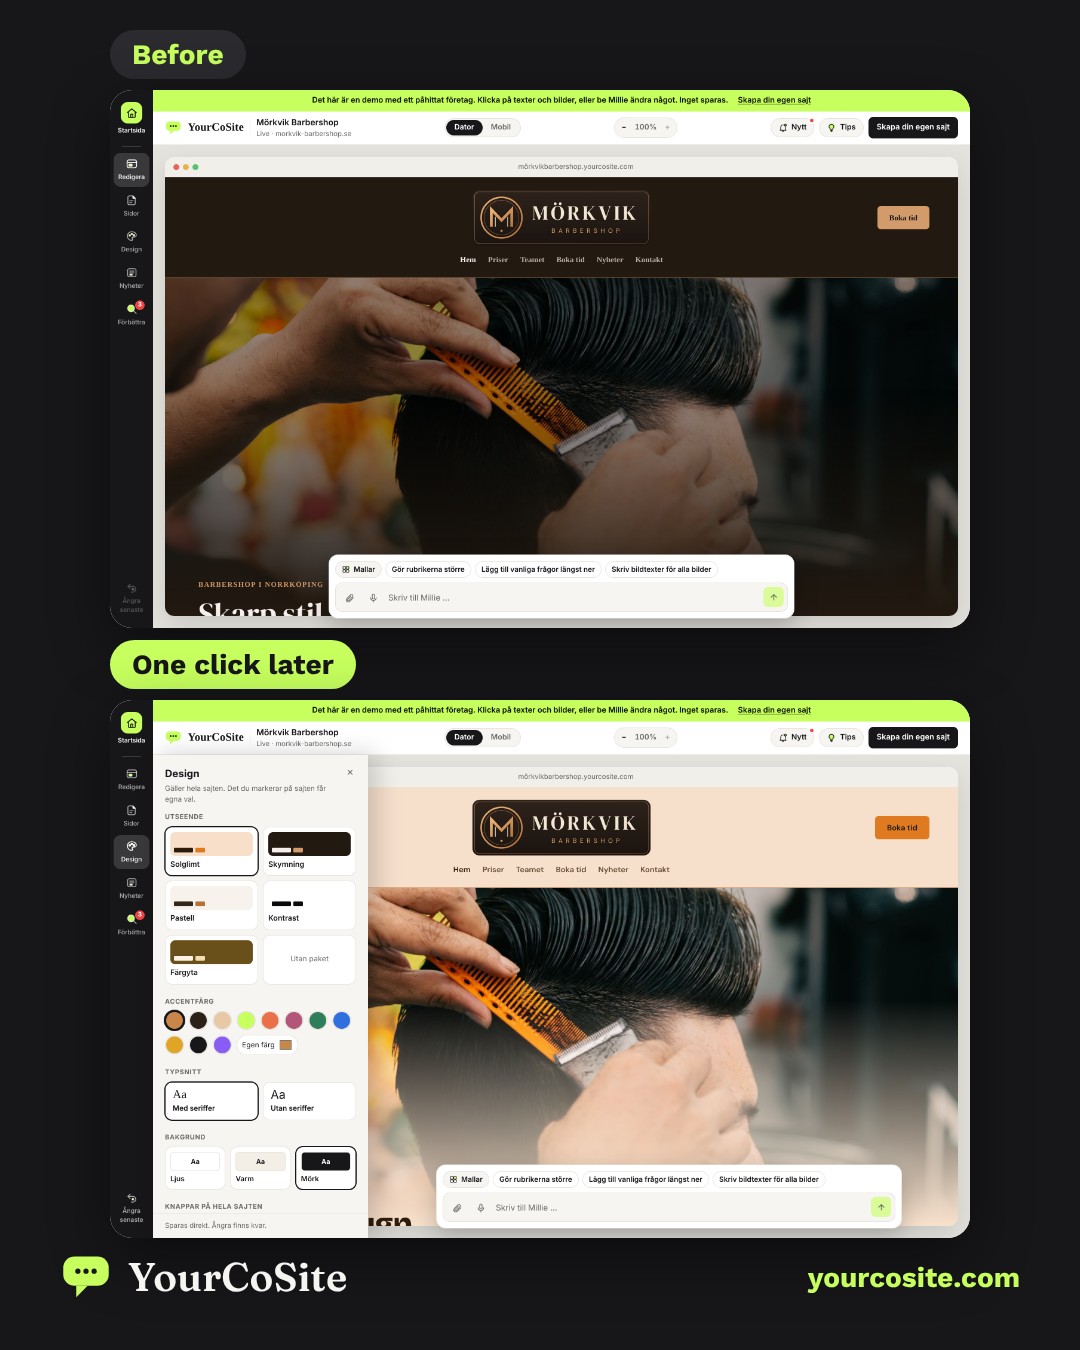 Before
Det här är en demo med ett påhittat företag. Klicka på texter och bilder, eller be Millie ändra något. Inget sparas. Skapa din egen sajt
Startsida
YourCoSite
Mörkvik Barbershop
Live · morkvik-barbershop.se
Dator Mobil
- 100% +
Nytt
Tips
Skapa din egen sajt
Redigera
Sidor
Design
Nyheter
3
Förbättra
Ångra
senaste
mörkvikbarbershop.yourcosite.com
MÖRKVIK
BARBERSHOP
Boka tid
Hem Priser Teamet Boka tid Nyheter Kontakt
BARBERSHOP I NORRKÖPING
Skarp stil
Mallar Gör rubrikerna större Lägg till vanliga frågor längst ner Skriv bildtexter för alla bilder
Skriv till Millie ...
One click later
Det här är en demo med ett påhittat företag. Klicka på texter och bilder, eller be Millie ändra något. Inget sparas. Skapa din egen sajt
Startsida
YourCoSite
Mörkvik Barbershop
Live · morkvik-barbershop.se
Dator Mobil
- 100% +
Nytt
Tips
Skapa din egen sajt
Redigera
Sidor
Design
Nyheter
3
Förbättra
Ångra
senaste
Design ×
Gäller hela sajten. Det du markerar på sajten får
egna val.
UTSEENDE
Solglimt Skymning
Pastell Kontrast
Färgyta Utan paket
ACCENTFÄRG
Egen färg
TYPSNITT
Aa Aa
Med seriffer Utan seriffer
BAKGRUND
Aa Aa Aa
Ljus Varm Mörk
KNAPPAR PÅ HELA SAJTEN
Sparas direkt. Ångra finns kvar.
mörkvikbarbershop.yourcosite.com
MÖRKVIK
BARBERSHOP
Boka tid
Hem Priser Teamet Boka tid Nyheter Kontakt
Mallar Gör rubrikerna större Lägg till vanliga frågor längst ner Skriv bildtexter för alla bilder
Skriv till Millie ...
YourCoSite
yourcosite.com